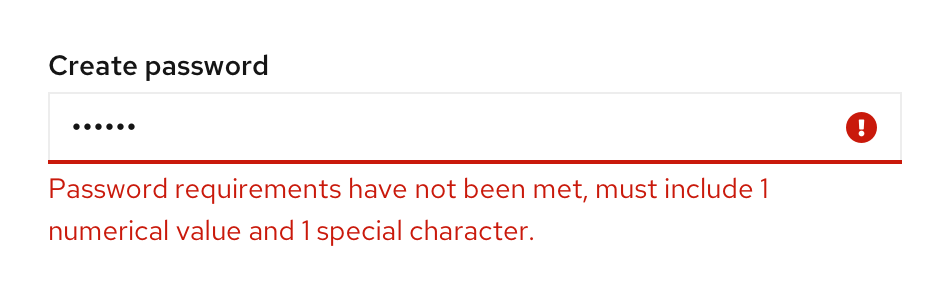 Create password
••••••
Password requirements have not been met, must include 1
numerical value and 1 special character.